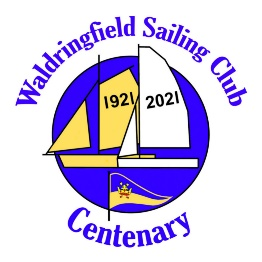 Waldringfield Sailing Club
1921 2021
Centenary